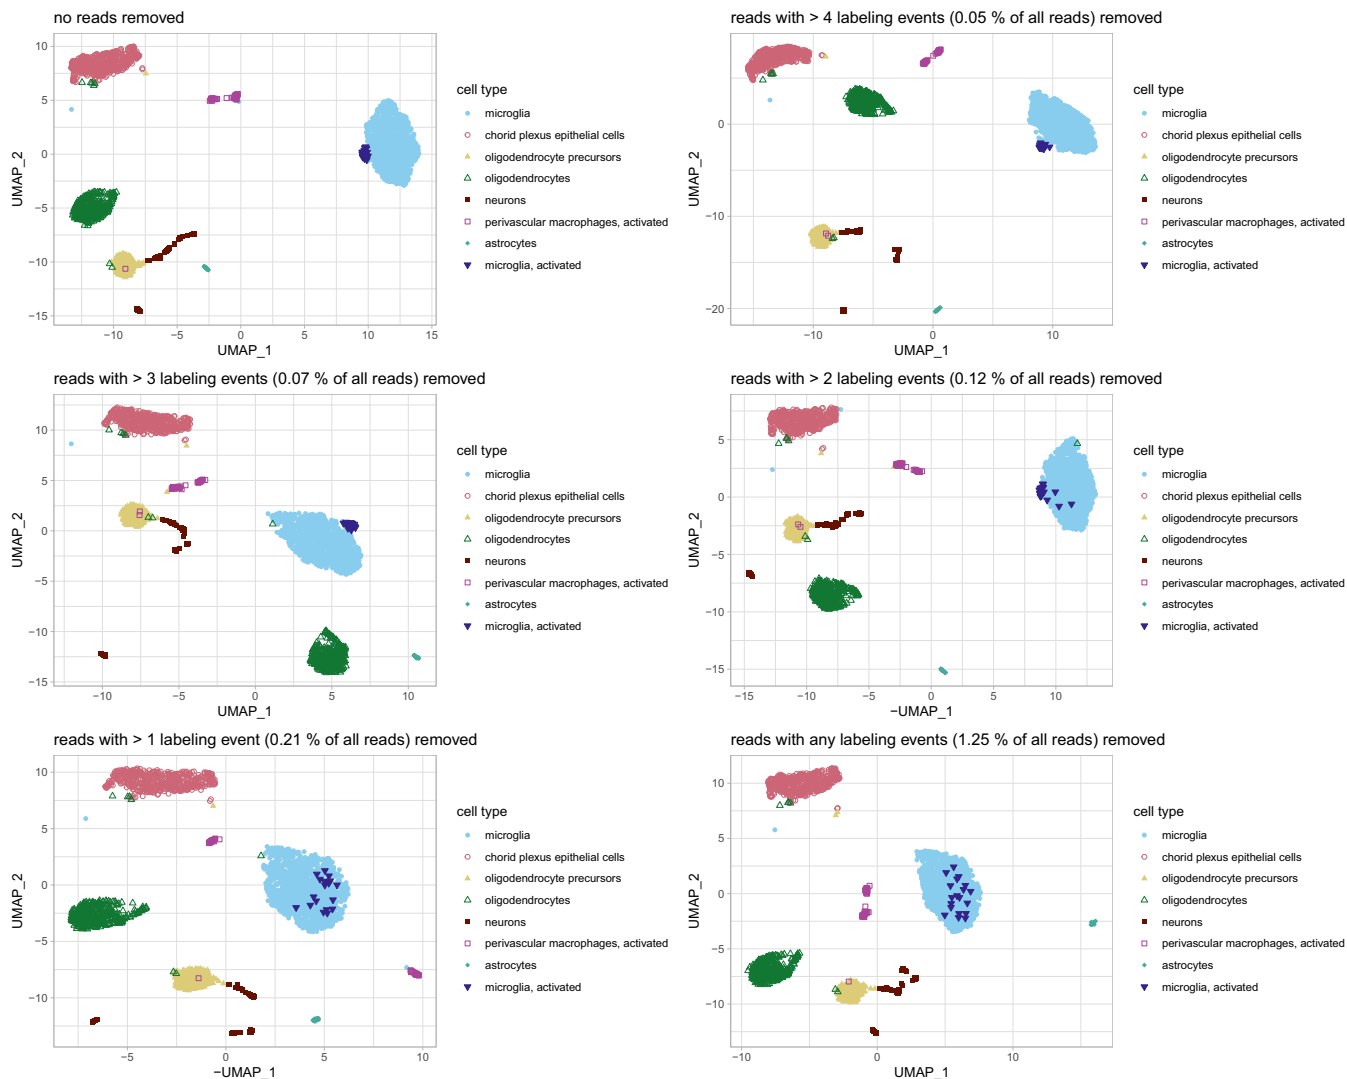 no reads removed
10
5
0
−5
−10
−15
−10
−5
0
5
10
15
UMAP_1
UMAP_2
cell type
microglia
chorid plexus epithelial cells
oligodendrocyte precursors
oligodendrocytes
neurons
perivascular macrophages, activated
astrocytes
microglia, activated
reads with > 4 labeling events (0.05 % of all reads) removed
0
−10
−20
−10
0
10
UMAP_1
UMAP_2
cell type
microglia
chorid plexus epithelial cells
oligodendrocyte precursors
oligodendrocytes
neurons
perivascular macrophages, activated
astrocytes
microglia, activated
reads with > 3 labeling events (0.07 % of all reads) removed
10
5
0
−5
−10
−15
−10
−5
0
5
10
UMAP_1
UMAP_2
cell type
microglia
chorid plexus epithelial cells
oligodendrocyte precursors
oligodendrocytes
neurons
perivascular macrophages, activated
astrocytes
microglia, activated
reads with > 2 labeling events (0.12 % of all reads) removed
5
0
−5
−10
−15
−15
−10
−5
0
5
10
−UMAP_1
UMAP_2
cell type
microglia
chorid plexus epithelial cells
oligodendrocyte precursors
oligodendrocytes
neurons
perivascular macrophages, activated
astrocytes
microglia, activated
reads with > 1 labeling event (0.21 % of all reads) removed
10
5
0
−5
−10
−5
0
5
10
−UMAP_1
UMAP_2
cell type
microglia
chorid plexus epithelial cells
oligodendrocyte precursors
oligodendrocytes
neurons
perivascular macrophages, activated
astrocytes
microglia, activated
reads with any labeling events (1.25 % of all reads) removed
10
5
0
−5
−10
−10
0
10
UMAP_1
UMAP_2
cell type
microglia
chorid plexus epithelial cells
oligodendrocyte precursors
oligodendrocytes
neurons
perivascular macrophages, activated
astrocytes
microglia, activated